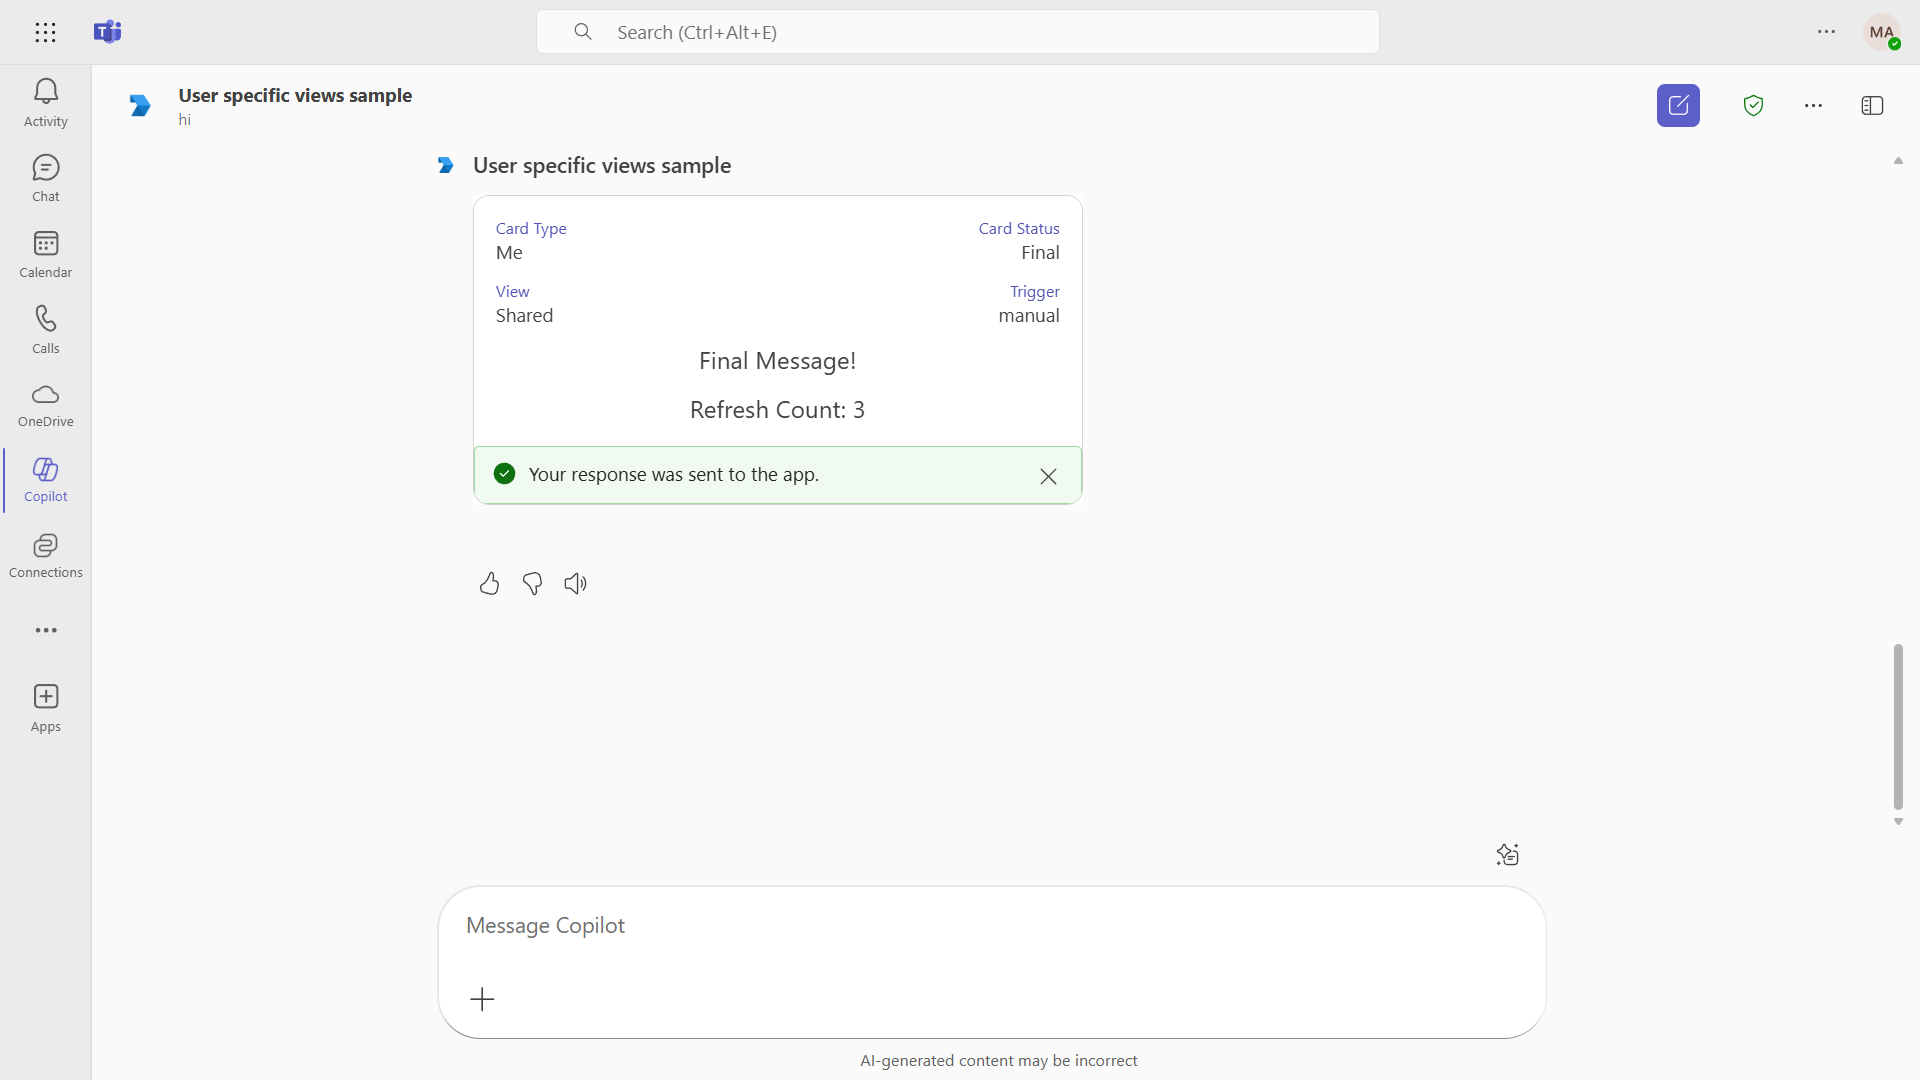 Search (Ctrl+Alt+E)
MA
Activity
Chat
Calendar
Calls
OneDrive
Copilot
Connections
Apps
User specific views sample
hi
User specific views sample
Card Type
Card Status
Me
Final
View
Trigger
Shared
manual
Final Message!
Refresh Count: 3
Your response was sent to the app.
Message Copilot
AI-generated content may be incorrect